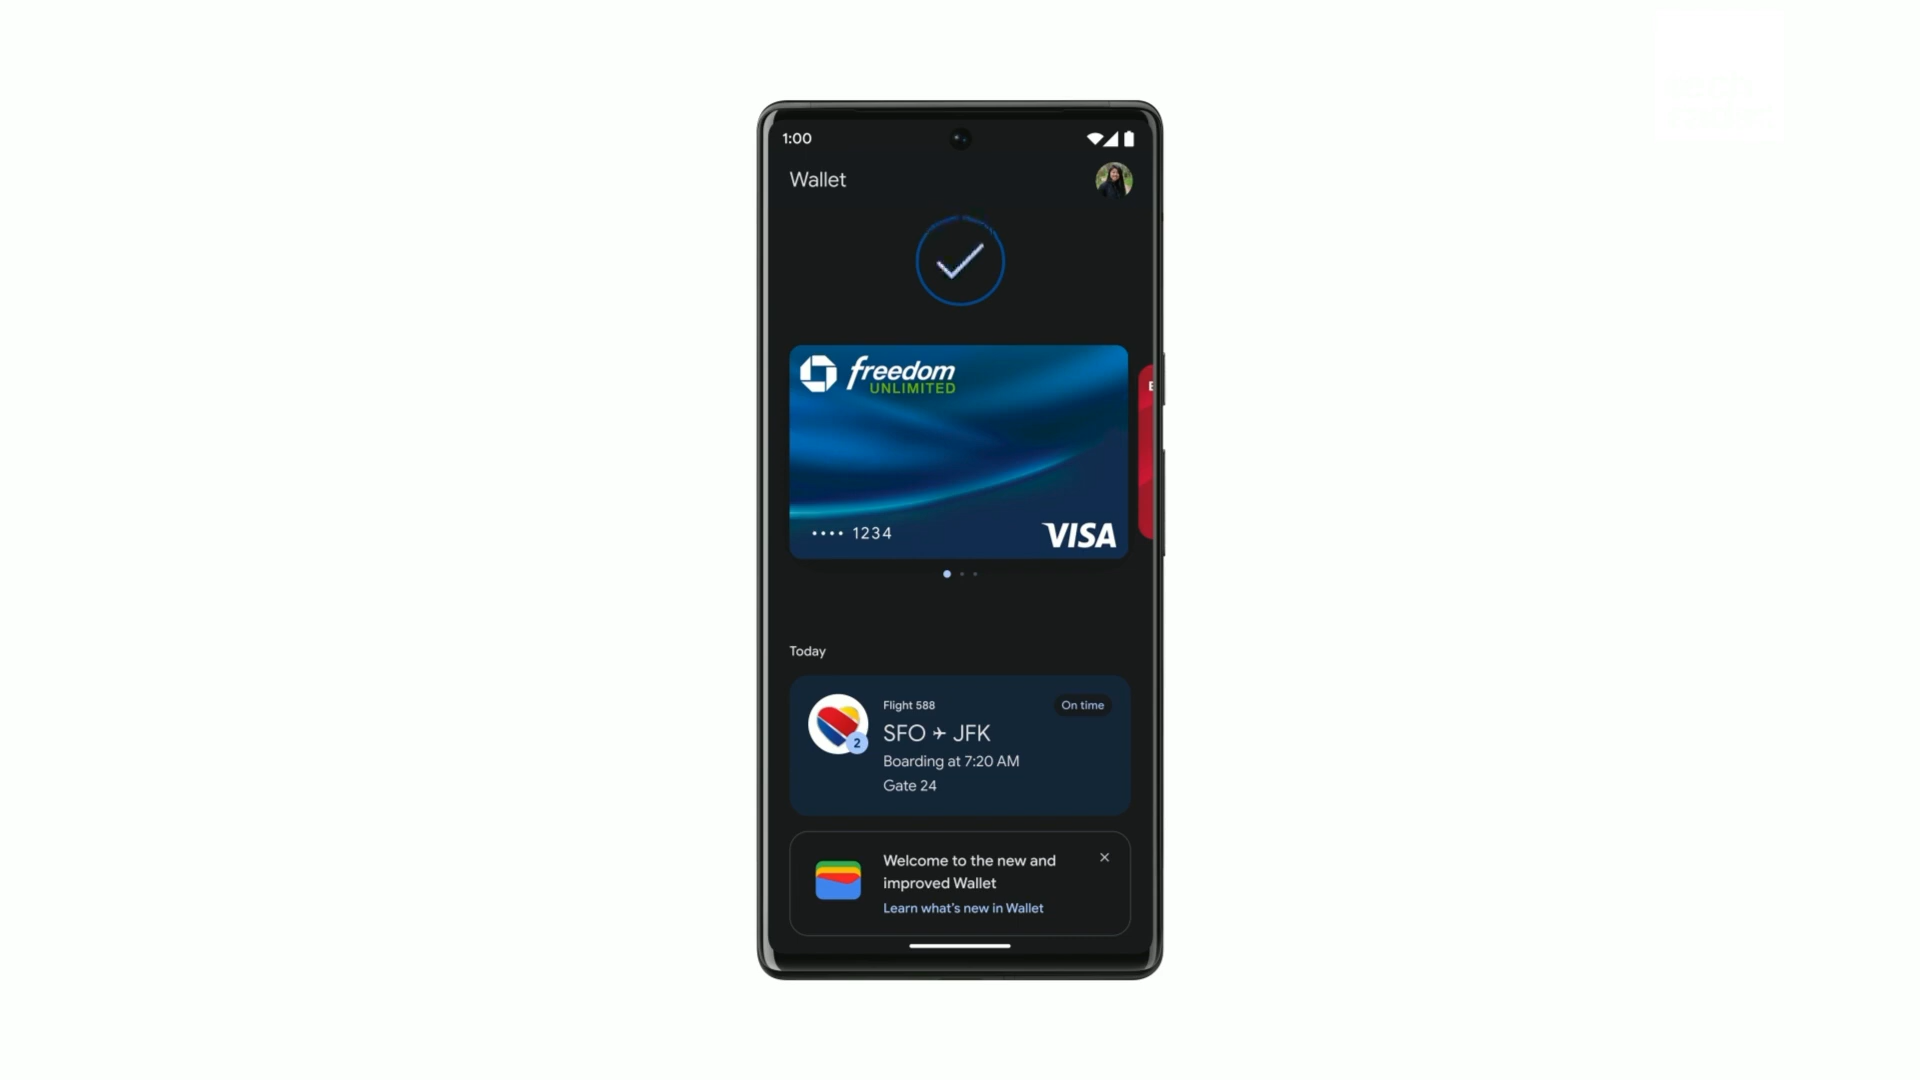 1:00
Wallet
freedom
UNLIMITED
•••• 1234
VISA
Today
Flight 588
On time
SFO ✈ JFK
2
Boarding at 7:20 AM
Gate 24
Welcome to the new and
improved Wallet
Learn what's new in Wallet